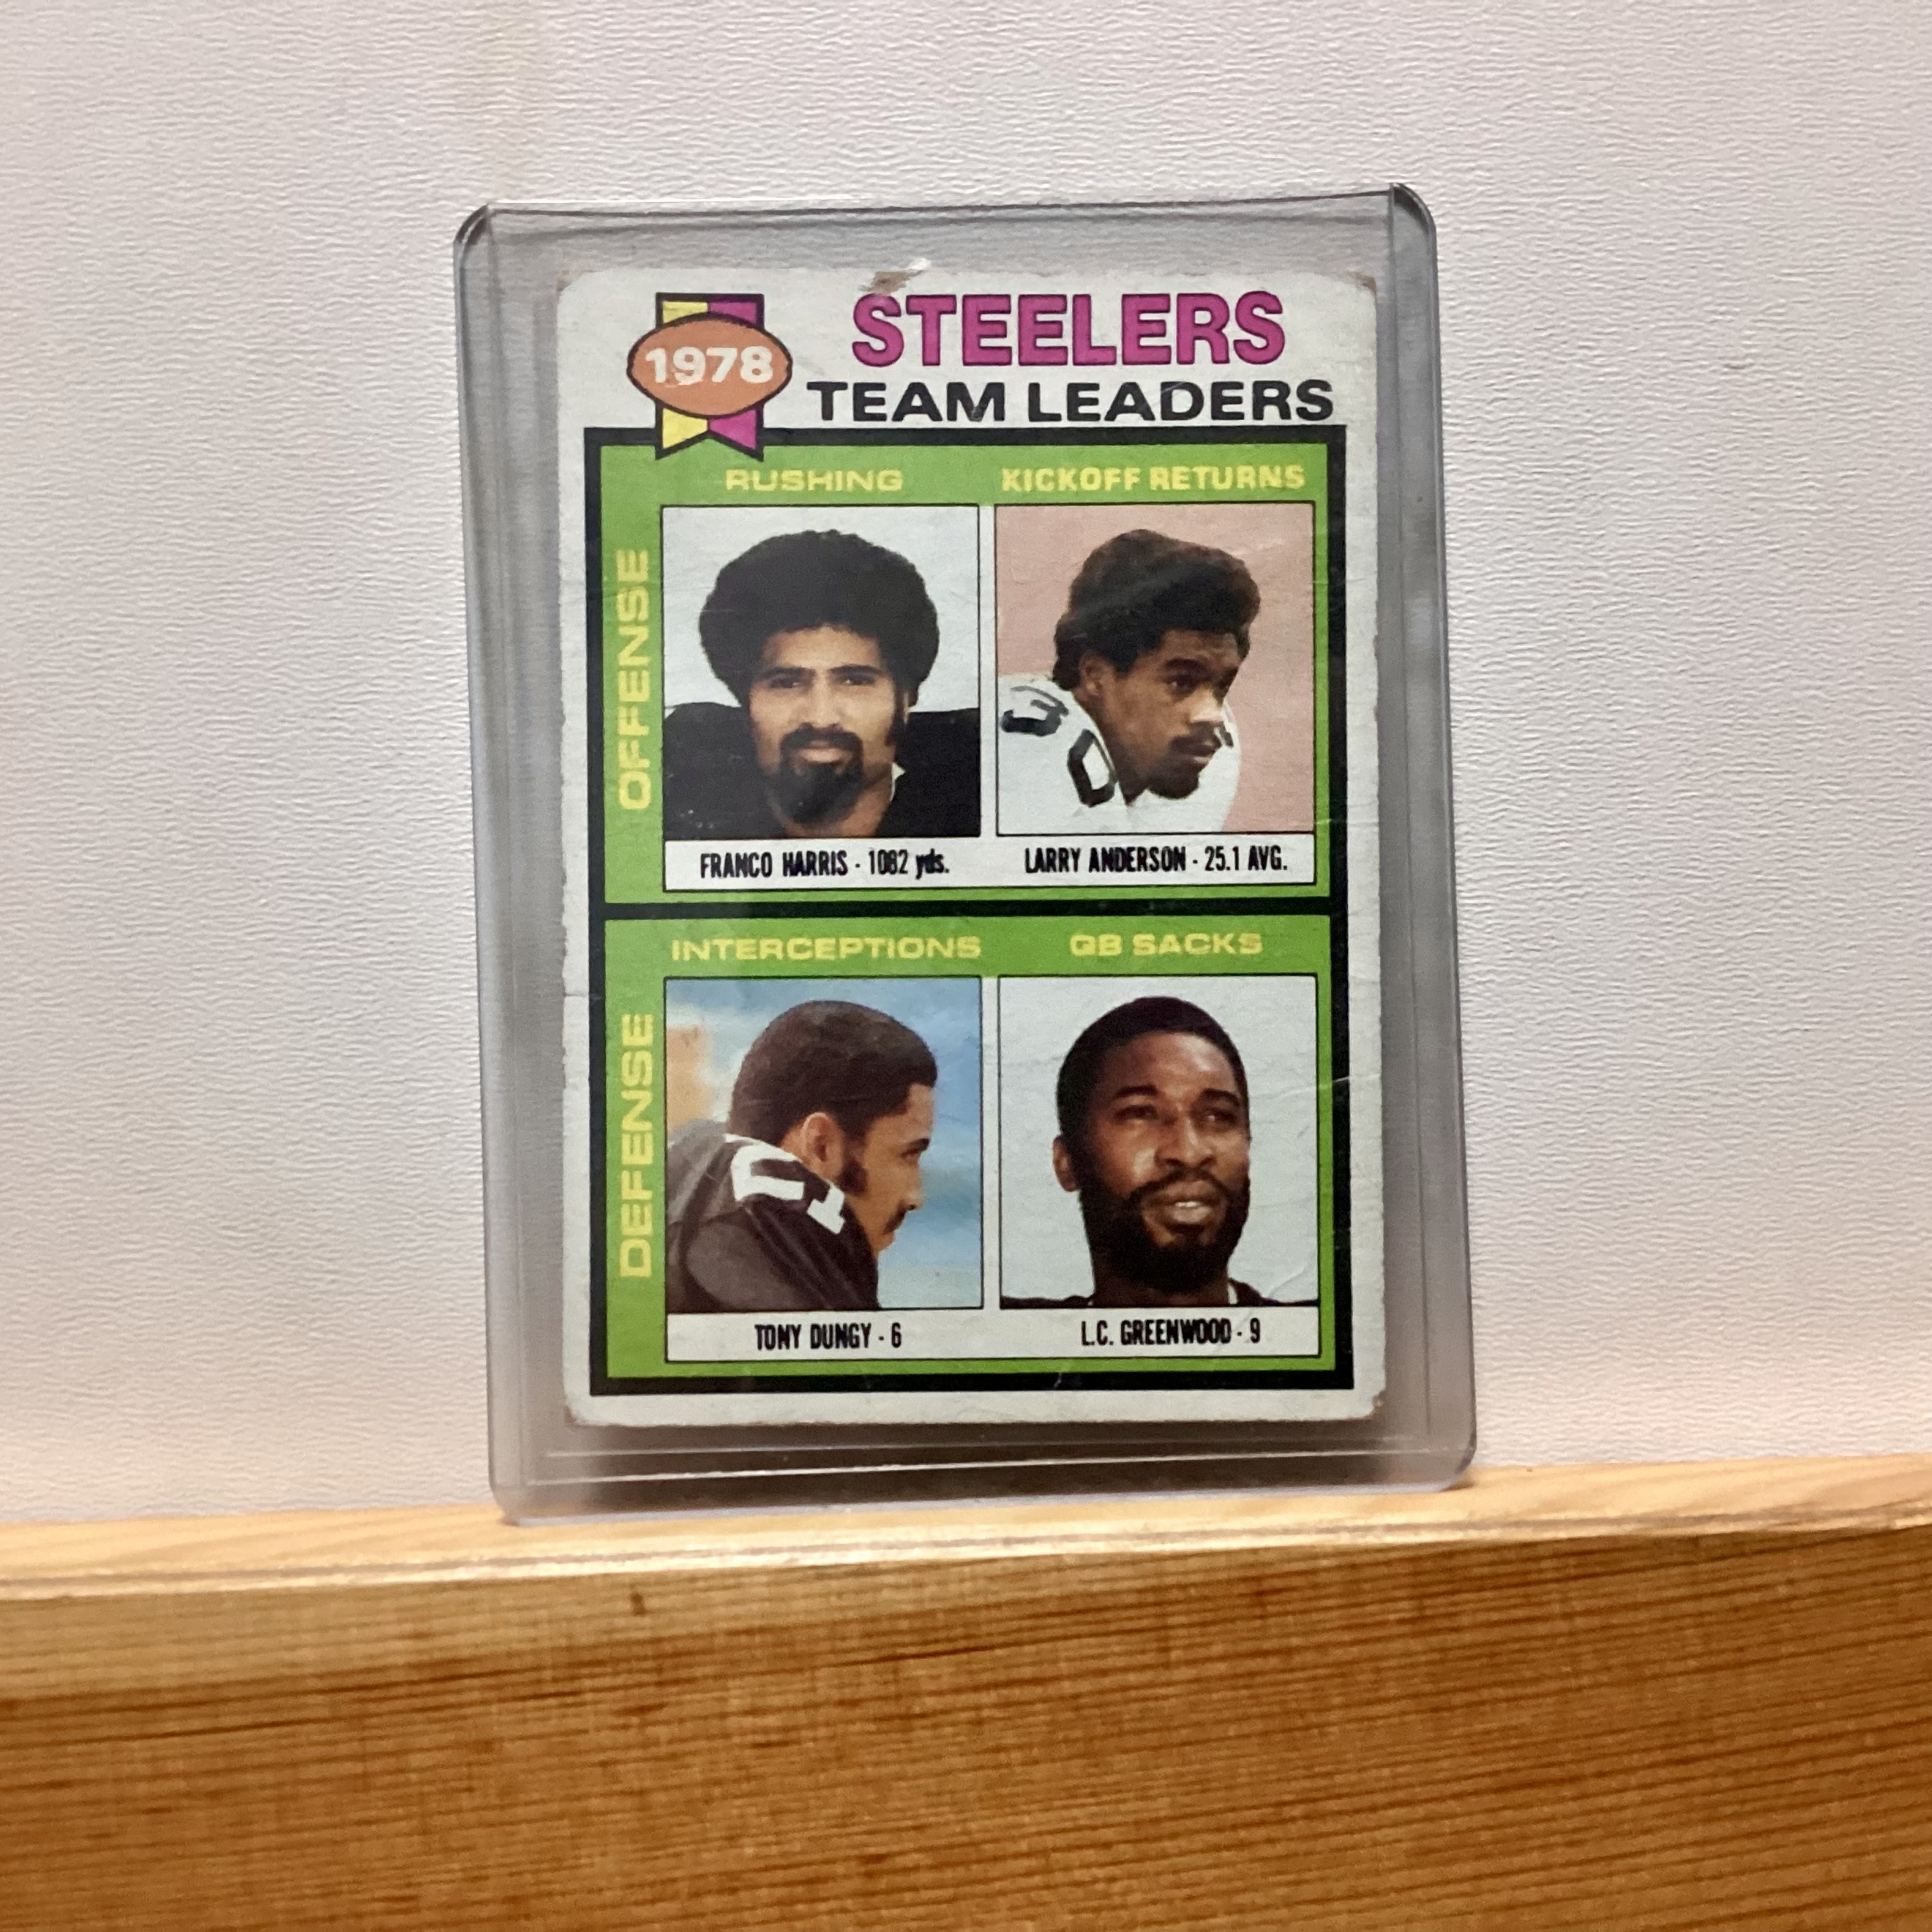 1978
STEELERS
TEAM LEADERS
OFFENSE
RUSHING
KICKOFF RETURNS
30
FRANCO HARRIS - 1082 yds.
LARRY ANDERSON - 25.1 AVG.
DEFENSE
INTERCEPTIONS
QB SACKS
TONY DUNGY - 6
L.C. GREENWOOD - 9